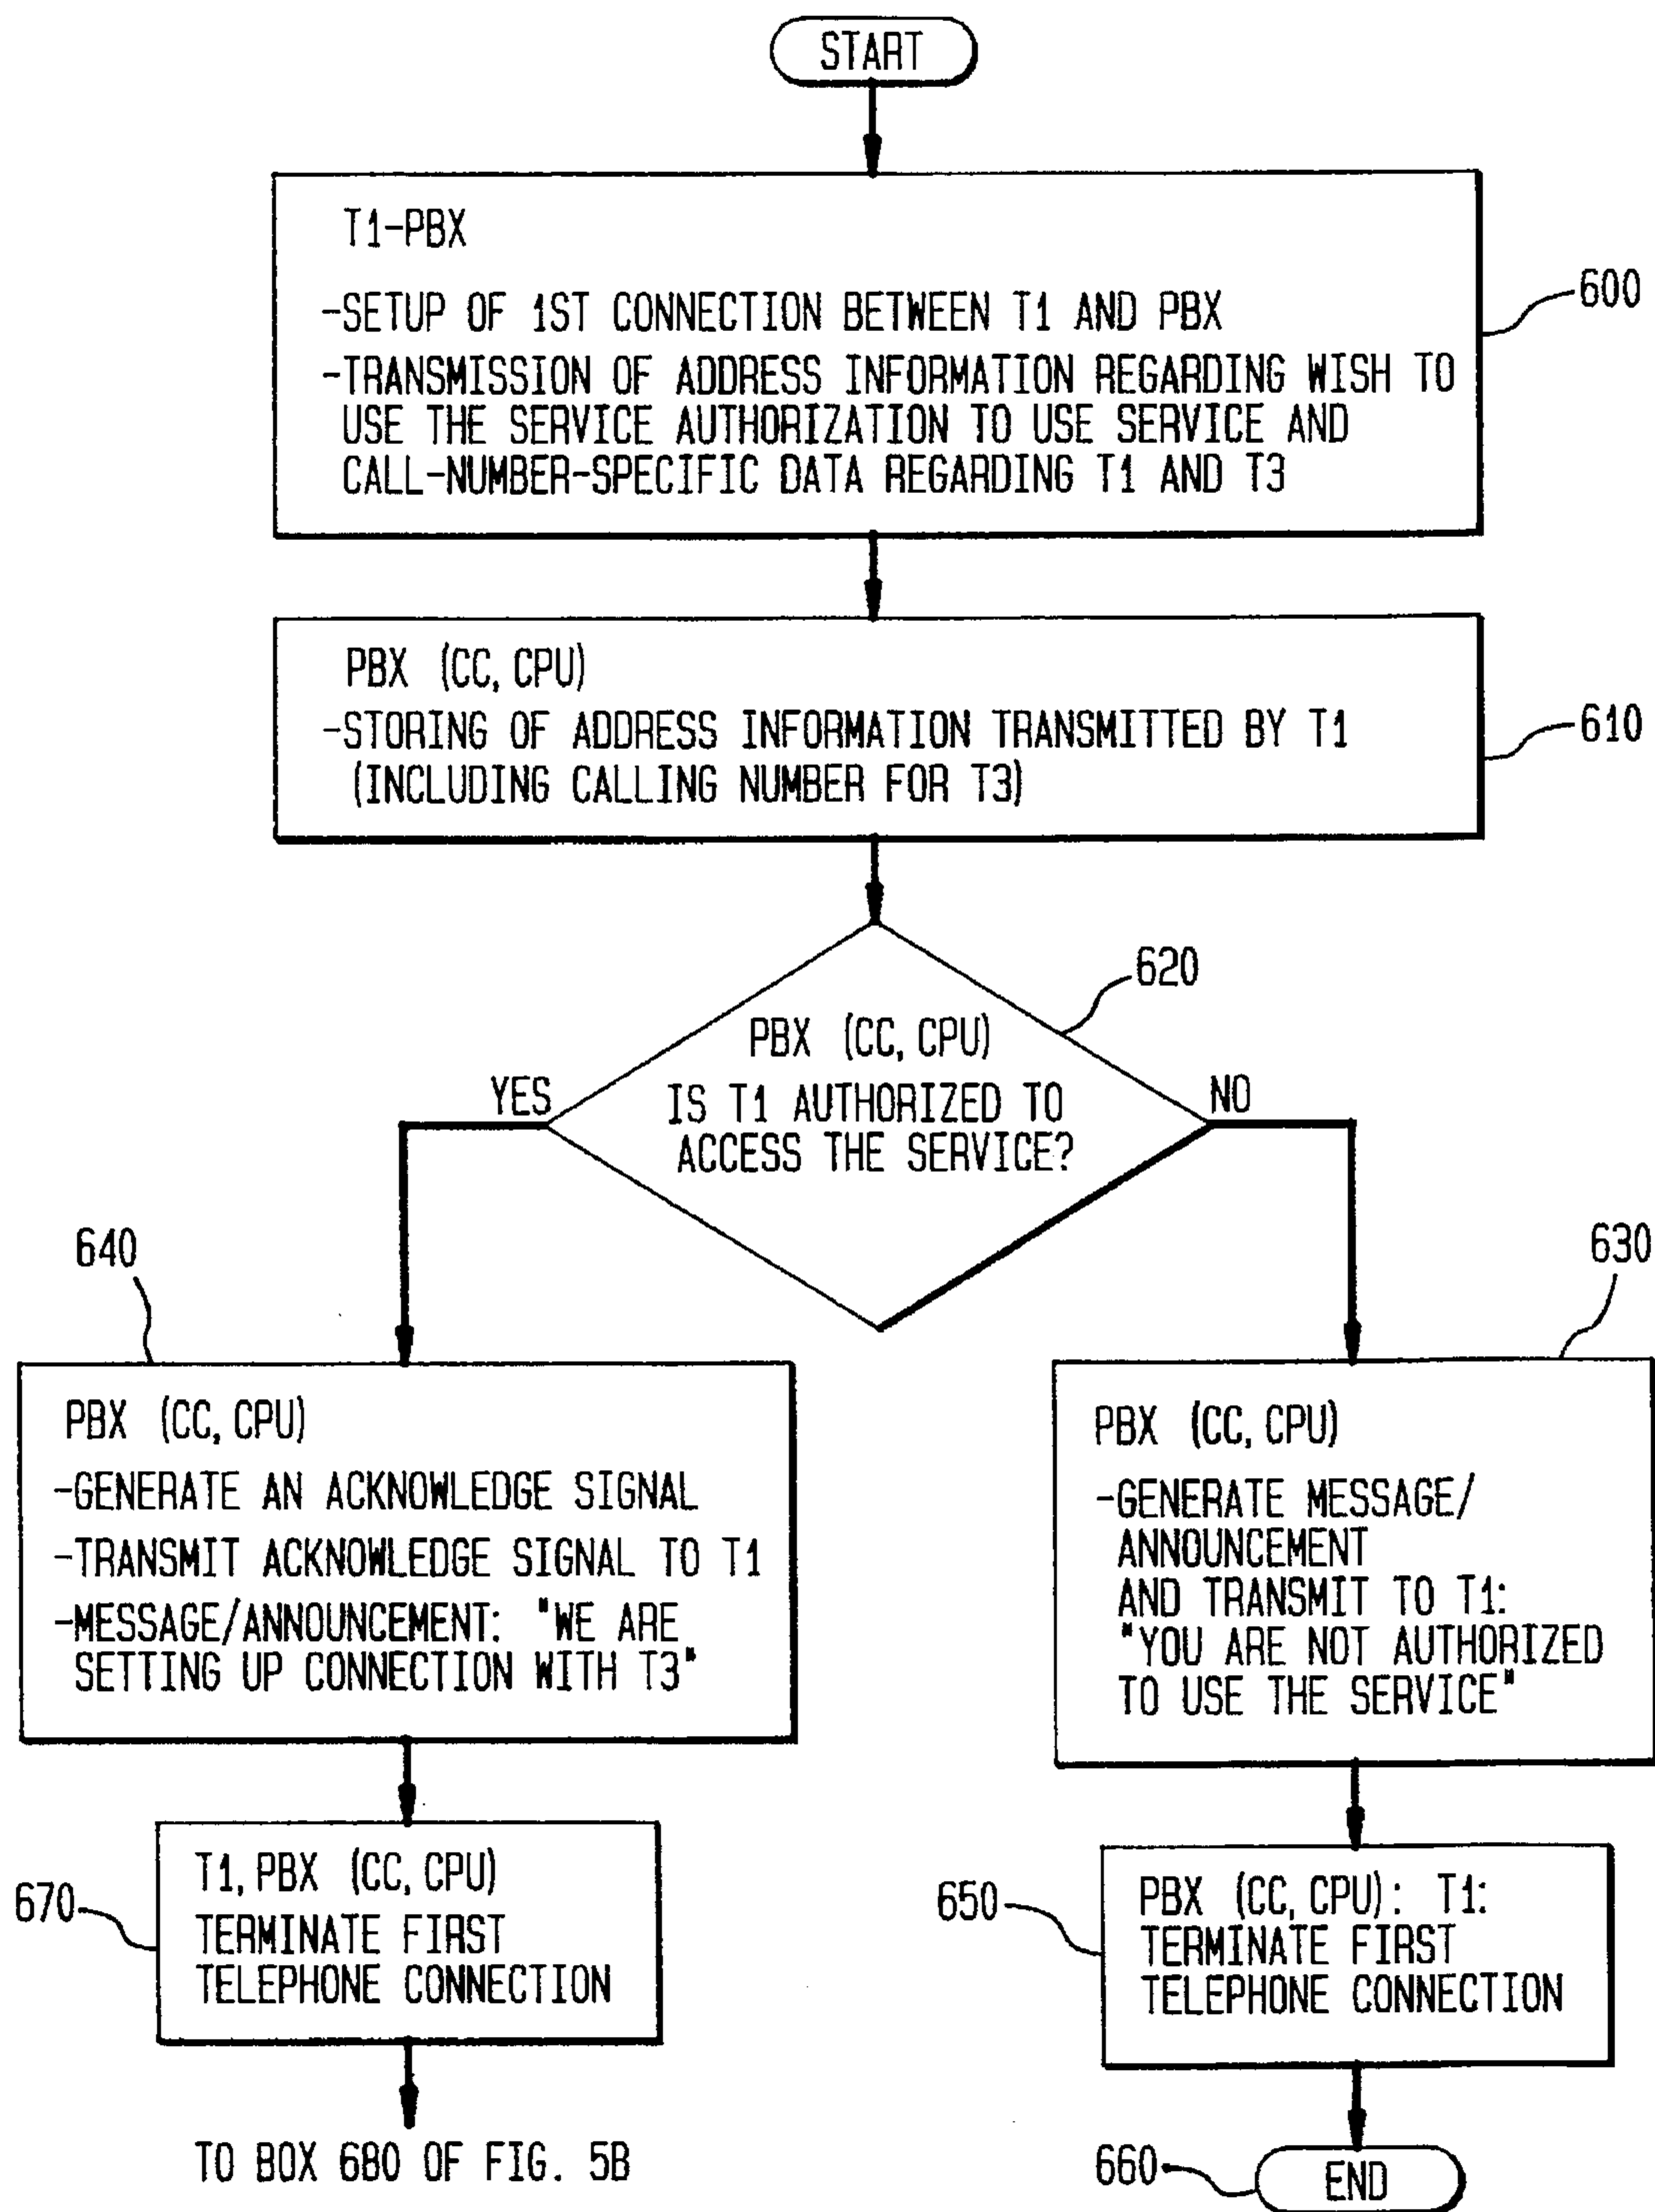 START
T1-PBX
-SETUP OF 1ST CONNECTION BETWEEN T1 AND PBX
-TRANSMISSION OF ADDRESS INFORMATION REGARDING WISH TO
USE THE SERVICE AUTHORIZATION TO USE SERVICE AND
CALL-NUMBER-SPECIFIC DATA REGARDING T1 AND T3
600
PBX (CC, CPU)
-STORING OF ADDRESS INFORMATION TRANSMITTED BY T1
(INCLUDING CALLING NUMBER FOR T3)
610
620
PBX (CC, CPU)
IS T1 AUTHORIZED TO
ACCESS THE SERVICE?
YES
NO
640
PBX (CC, CPU)
-GENERATE AN ACKNOWLEDGE SIGNAL
-TRANSMIT ACKNOWLEDGE SIGNAL TO T1
-MESSAGE/ANNOUNCEMENT: "WE ARE
SETTING UP CONNECTION WITH T3"
630
PBX (CC, CPU)
-GENERATE MESSAGE/
ANNOUNCEMENT
AND TRANSMIT TO T1:
"YOU ARE NOT AUTHORIZED
TO USE THE SERVICE"
670
T1, PBX (CC, CPU)
TERMINATE FIRST
TELEPHONE CONNECTION
650
PBX (CC, CPU): T1:
TERMINATE FIRST
TELEPHONE CONNECTION
TO BOX 680 OF FIG. 5B
660
END